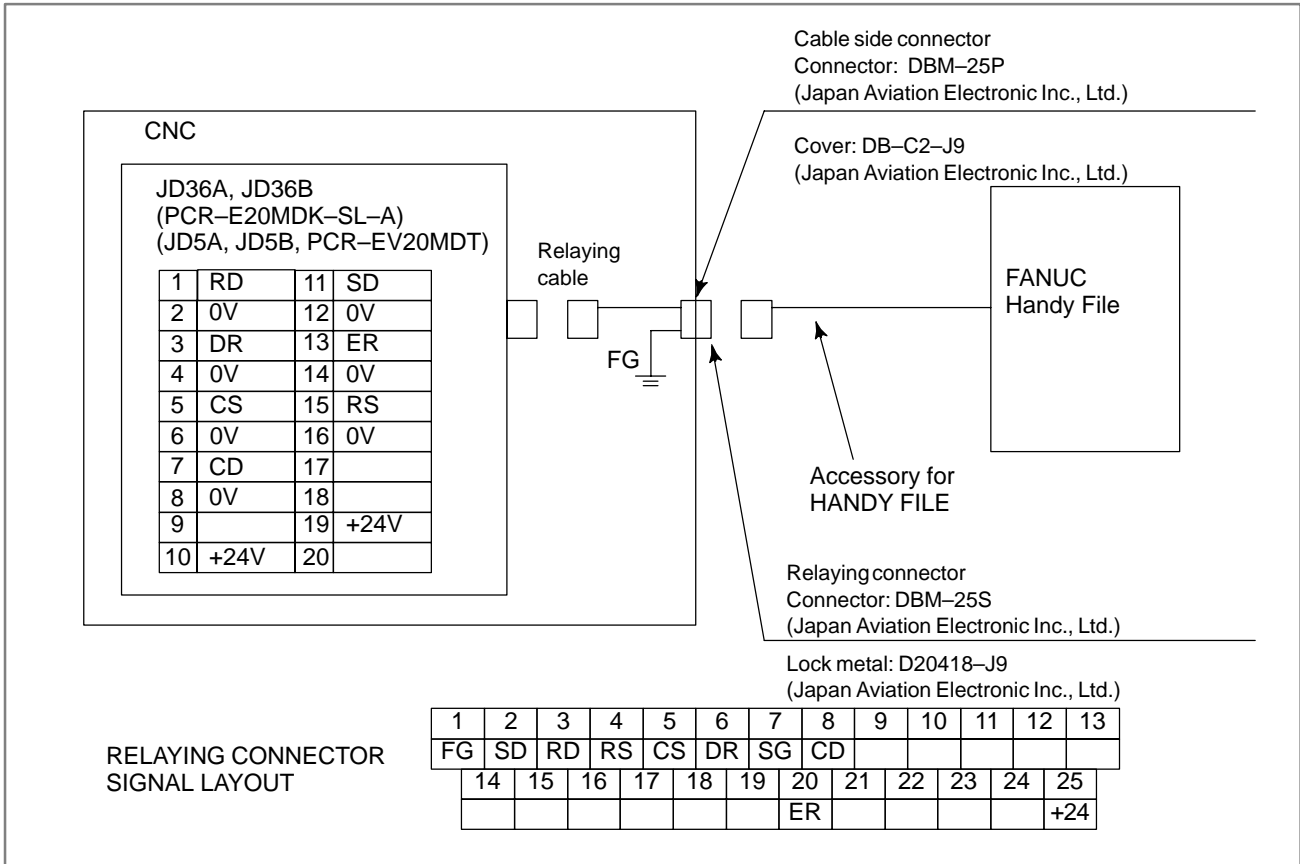 Cable side connector
Connector: DBM–25P
(Japan Aviation Electronic Inc., Ltd.)
Cover: DB–C2–J9
(Japan Aviation Electronic Inc., Ltd.)
CNC
JD36A, JD36B
(PCR–E20MDK–SL–A)
(JD5A, JD5B, PCR–EV20MDT)
1 RD 11 SD
2 0V 12 0V
3 DR 13 ER
4 0V 14 0V
5 CS 15 RS
6 0V 16 0V
7 CD 17
8 0V 18
9 19 +24V
10 +24V 20
Relaying
cable
FG
FANUC
Handy File
Accessory for
HANDY FILE
Relaying connector
Connector: DBM–25S
(Japan Aviation Electronic Inc., Ltd.)
Lock metal: D20418–J9
(Japan Aviation Electronic Inc., Ltd.)
RELAYING CONNECTOR
SIGNAL LAYOUT
1 2 3 4 5 6 7 8 9 10 11 12 13
FG SD RD RS CS DR SG CD
14 15 16 17 18 19 20 21 22 23 24 25
ER +24